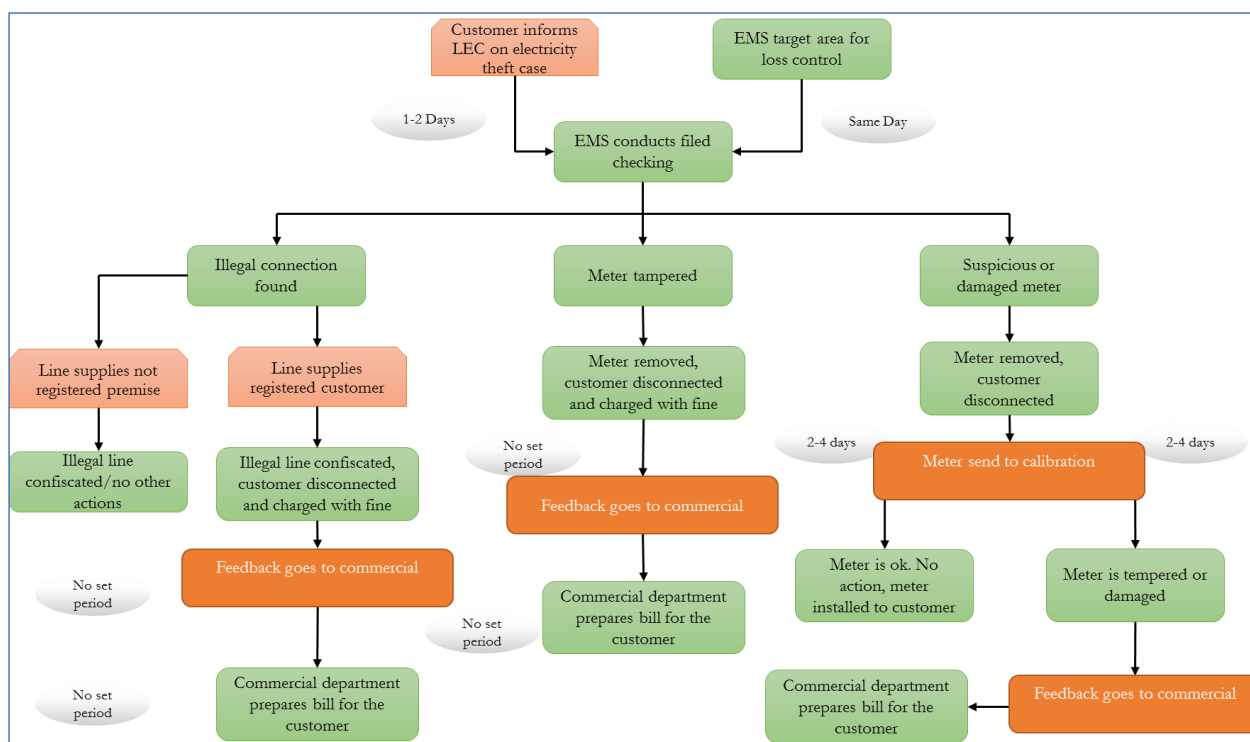 Customer informs
LEC on electricity
theft case
EMS target area for
loss control
1-2 Days
Same Day
EMS conducts filed
checking
Illegal connection
found
Meter tampered
Suspicious or
damaged meter
Line supplies not
registered premise
Line supplies
registered customer
Meter removed,
customer disconnected
and charged with fine
Meter removed,
customer
disconnected
No set
period
2-4 days
2-4 days
Illegal line
confiscated/no other
actions
Illegal line confiscated,
customer disconnected
and charged with fine
Feedback goes to commercial
Meter send to calibration
No set
period
Feedback goes to commercial
No set
period
Commercial department
prepares bill for the
customer
Meter is ok. No
action, meter
installed to customer
Meter is tempered or
damaged
No set
period
Commercial department
prepares bill for the
customer
Commercial department
prepares bill for the
customer
Feedback goes to commercial